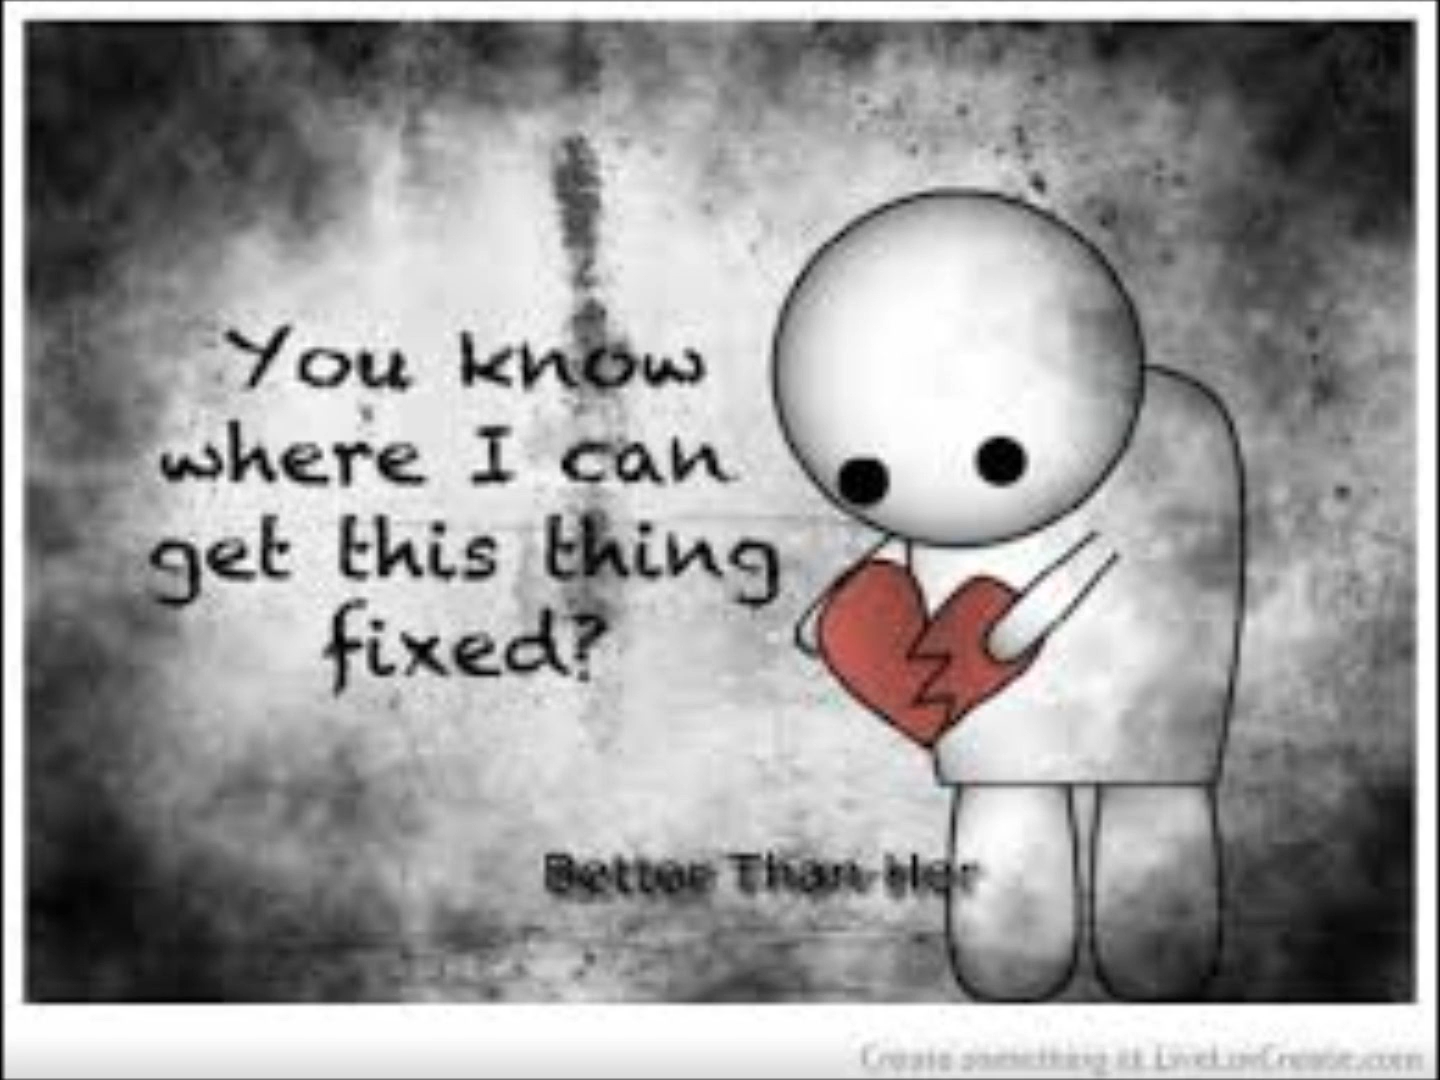 You know
where I can
get this thing
fixed?
Better Than Her
Create something at LiveLuvCreate.com